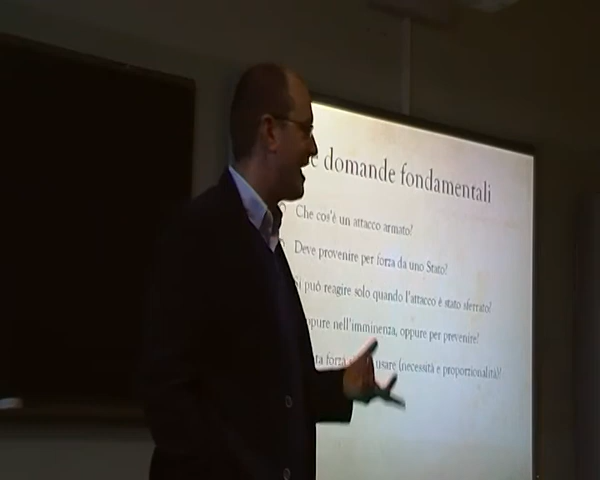 domande fondamentali
Che cos'è un attacco armato?
Deve provenire per forza da uno Stato?
Si può reagire solo quando l'attacco è stato sferrato?
oppure nell'imminenza, oppure per prevenire?
forza usare (necessità e proporzionalità)?